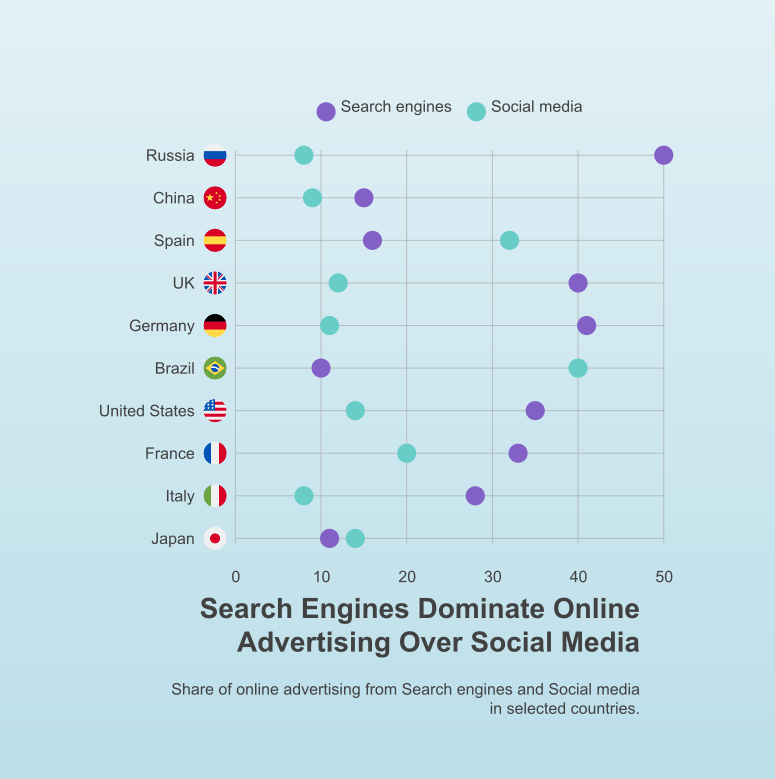 Search engines Social media
Russia
China
Spain
UK
Germany
Brazil
United States
France
Italy
Japan
0 10 20 30 40 50
Search Engines Dominate Online
Advertising Over Social Media
Share of online advertising from Search engines and Social media
in selected countries.